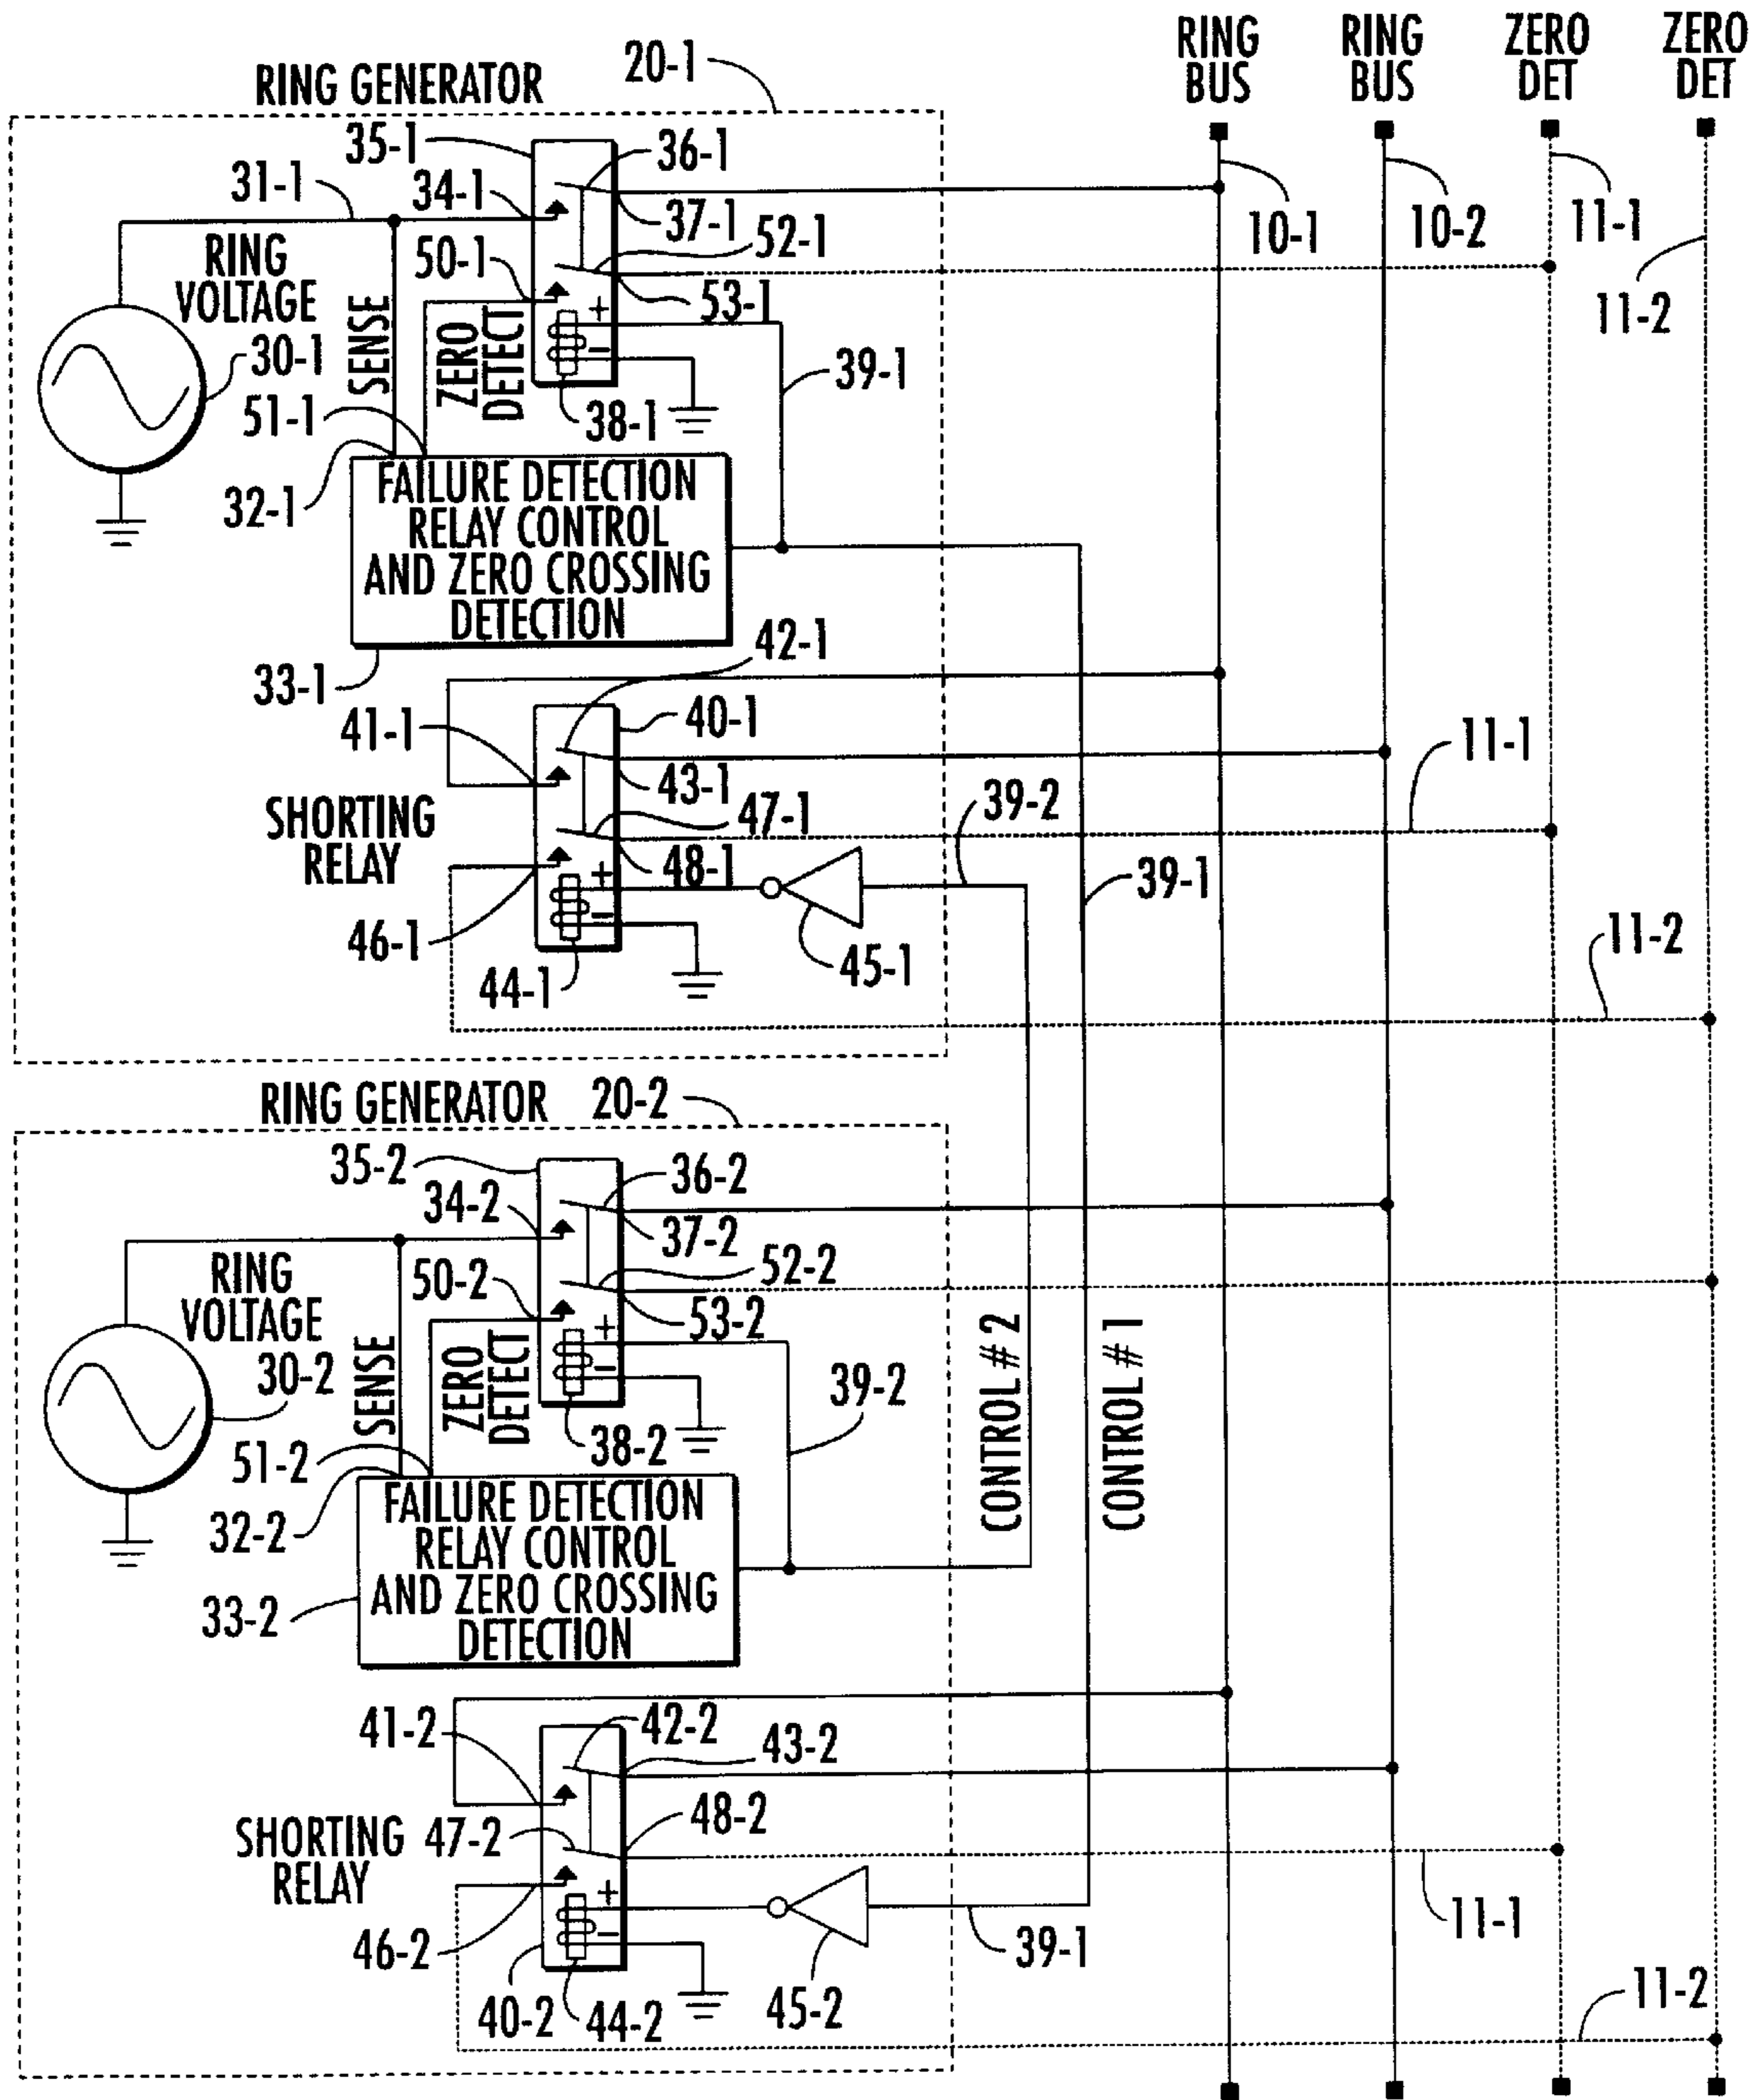 RING BUS
RING BUS
ZERO DET
ZERO DET
RING GENERATOR
20-1
35-1
36-1
31-1
34-1
37-1
10-1
10-2
11-1
11-2
RING VOLTAGE
30-1
SENSE
50-1
52-1
53-1
ZERO DETECT
+
−
39-1
51-1
38-1
32-1
FAILURE DETECTION
RELAY CONTROL
AND ZERO CROSSING
DETECTION
33-1
42-1
40-1
41-1
43-1
11-1
SHORTING
RELAY
47-1
39-2
48-1
+
−
39-1
46-1
45-1
44-1
11-2
RING GENERATOR
20-2
35-2
36-2
34-2
37-2
RING VOLTAGE
30-2
SENSE
50-2
52-2
53-2
ZERO DETECT
+
−
39-2
CONTROL # 2
CONTROL # 1
38-2
51-2
32-2
FAILURE DETECTION
RELAY CONTROL
AND ZERO CROSSING
DETECTION
33-2
41-2
42-2
43-2
SHORTING
RELAY
47-2
48-2
+
−
46-2
39-1
11-1
40-2
44-2
45-2
11-2